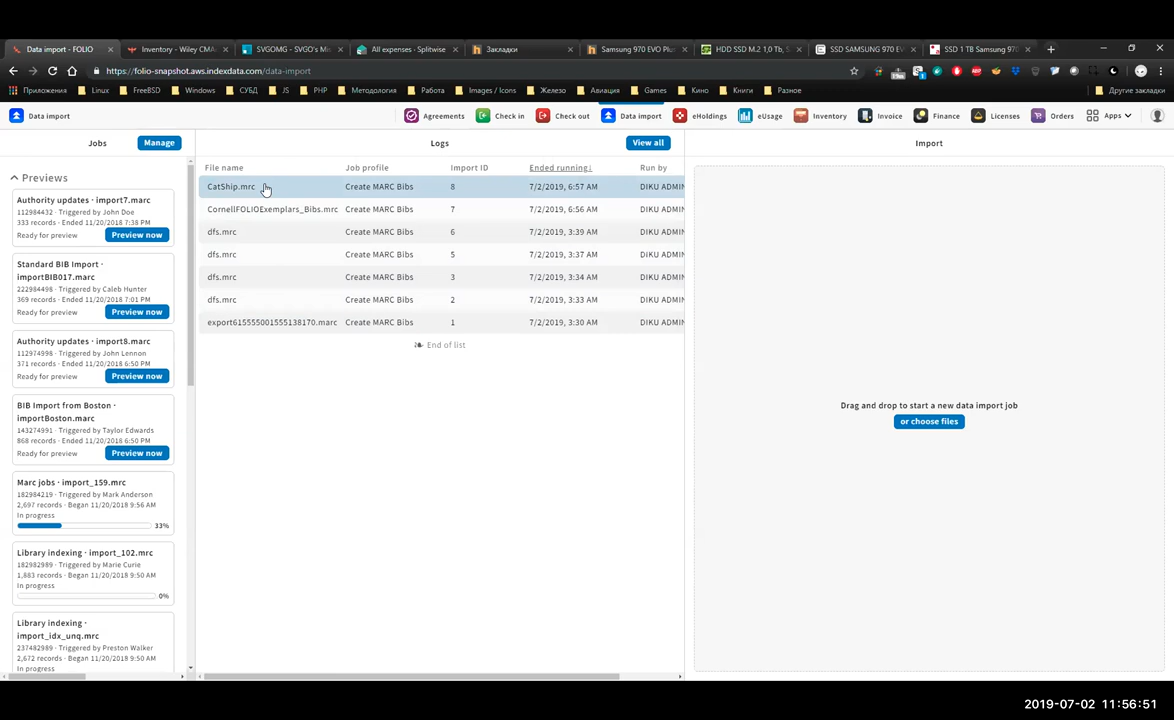 Data import - FOLIO
Inventory - Wiley CMA
SVGOMG - SVGO's Mi
All expenses - Splitwise
Закладки
Samsung 970 EVO Plu
HDD SSD M.2 1,0 Tb, S
SSD SAMSUNG 970 EV
SSD 1 TB Samsung 970
https://folio-snapshot.aws.indexdata.com/data-import
Приложения
Linux
FreeBSD
Windows
СУБД
JS
PHP
Методология
Работа
Images / Icons
Железо
Авиация
Games
Кино
Книги
Разное
Другие закладки
Data import
Agreements
Check in
Check out
Data import
eHoldings
eUsage
Inventory
Invoice
Finance
Licenses
Orders
Apps
Jobs
Manage
Logs
View all
Import
Previews
Authority updates · import7.marc
112984432 · Triggered by John Doe
333 records · Ended 11/20/2018 7:38 PM
Ready for preview
Preview now
Standard BIB Import ·
importBIB017.marc
222984498 · Triggered by Caleb Hunter
369 records · Ended 11/20/2018 7:01 PM
Ready for preview
Preview now
Authority updates · import8.marc
112974998 · Triggered by John Lennon
371 records · Ended 11/20/2018 6:50 PM
Ready for preview
Preview now
BIB Import from Boston ·
importBoston.marc
143274991 · Triggered by Taylor Edwards
868 records · Ended 11/20/2018 6:50 PM
Ready for preview
Preview now
Marc jobs · import_159.mrc
182984219 · Triggered by Mark Anderson
2,697 records · Began 11/20/2018 9:56 AM
In progress
33%
Library indexing · import_102.mrc
182982989 · Triggered by Marie Curie
1,883 records · Began 11/20/2018 9:50 AM
In progress
0%
Library indexing ·
import_idx_unq.mrc
237482989 · Triggered by Preston Walker
2,672 records · Began 11/20/2018 9:50 AM
In progress
File name Job profile Import ID Ended running↓ Run by
CatShip.mrc Create MARC Bibs 8 7/2/2019, 6:57 AM DIKU ADMIN
CornellFOLIOExemplars_Bibs.mrc Create MARC Bibs 7 7/2/2019, 6:56 AM DIKU ADMIN
dfs.mrc Create MARC Bibs 6 7/2/2019, 3:39 AM DIKU ADMIN
dfs.mrc Create MARC Bibs 5 7/2/2019, 3:37 AM DIKU ADMIN
dfs.mrc Create MARC Bibs 3 7/2/2019, 3:34 AM DIKU ADMIN
dfs.mrc Create MARC Bibs 2 7/2/2019, 3:33 AM DIKU ADMIN
export615555001555138170.marc Create MARC Bibs 1 7/2/2019, 3:30 AM DIKU ADMIN
End of list
Drag and drop to start a new data import job
or choose files
2019-07-02 11:56:51